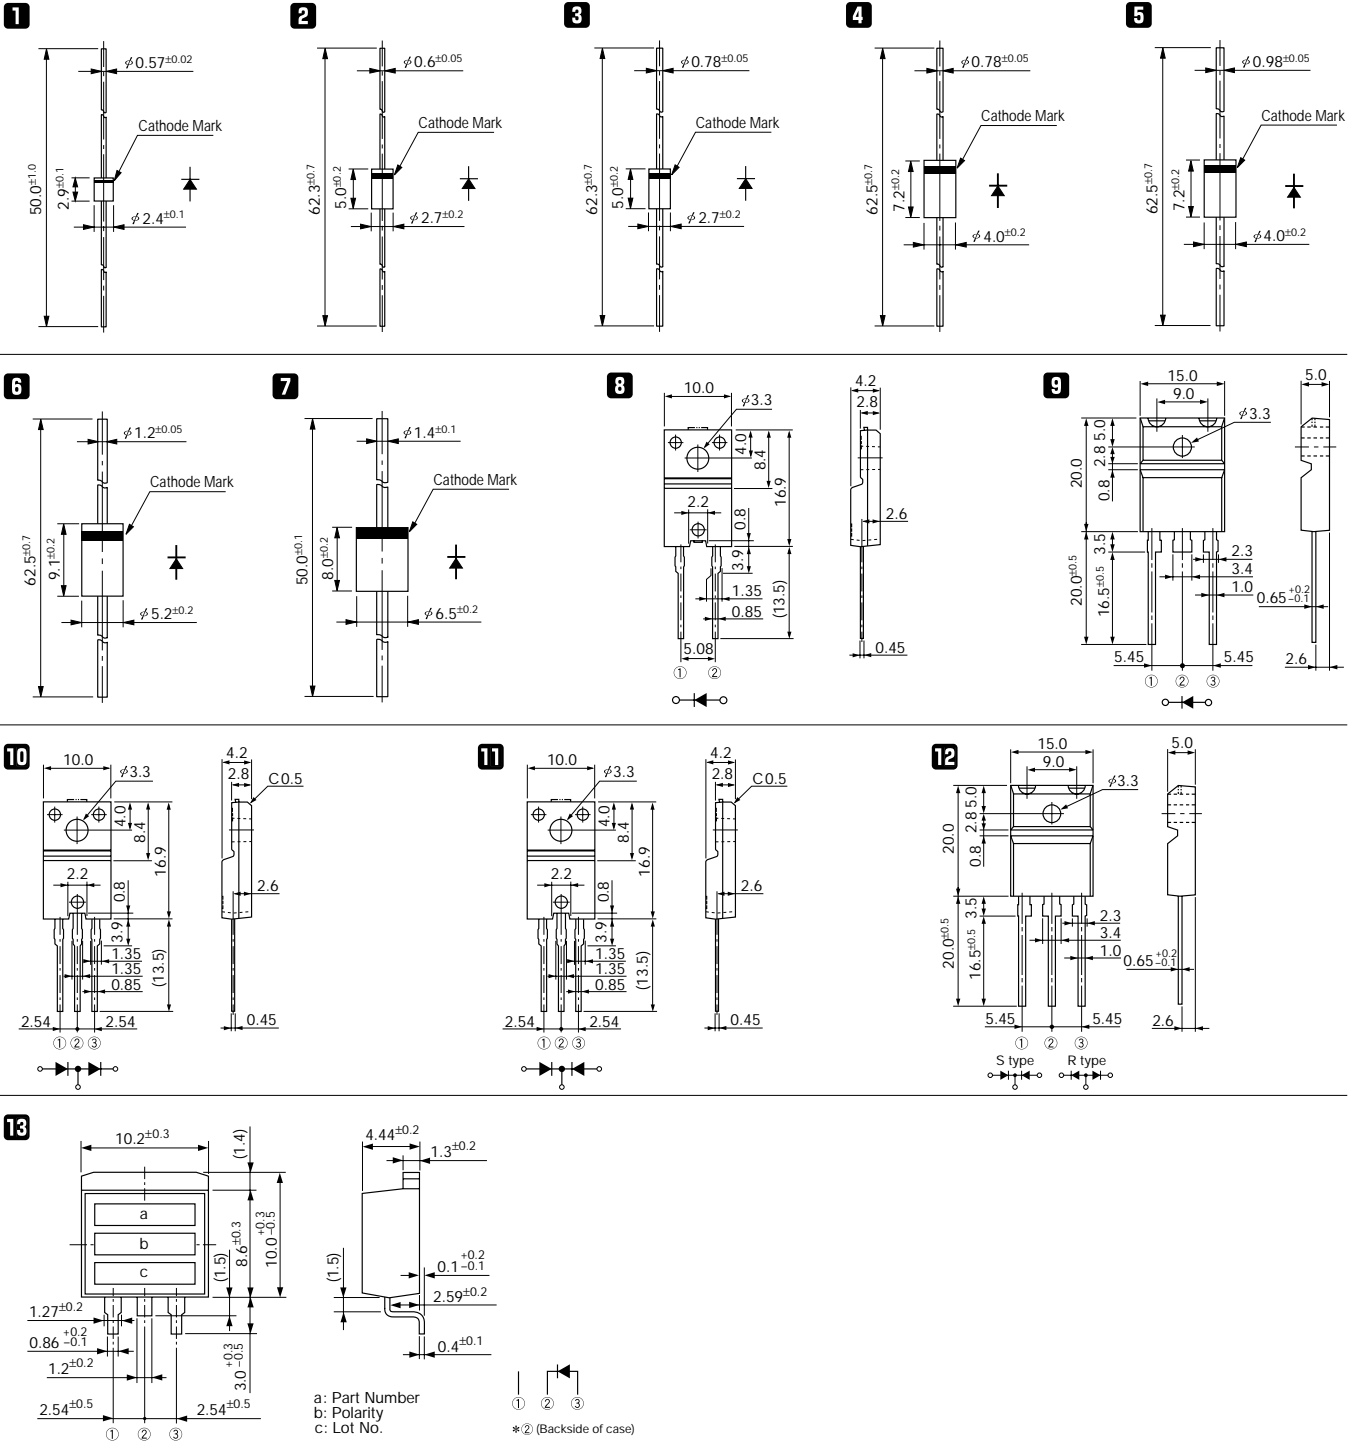 1
50.0±1.0
2.9±0.1
φ0.57±0.02
Cathode Mark
φ2.4±0.1
2
62.3±0.7
5.0±0.2
φ0.6±0.05
Cathode Mark
φ2.7±0.2
3
62.3±0.7
5.0±0.2
φ0.78±0.05
Cathode Mark
φ2.7±0.2
4
62.5±0.7
7.2±0.2
φ0.78±0.05
Cathode Mark
φ4.0±0.2
5
62.5±0.7
7.2±0.2
φ0.98±0.05
Cathode Mark
φ4.0±0.2
6
62.5±0.7
9.1±0.2
φ1.2±0.05
Cathode Mark
φ5.2±0.2
7
50.0±0.1
8.0±0.2
φ1.4±0.1
Cathode Mark
φ6.5±0.2
8
10.0
φ3.3
4.0
8.4
16.9
2.2
0.8
3.9
1.35
0.85
(13.5)
5.08
① ②
4.2
2.8
2.6
0.45
9
15.0
9.0
φ3.3
5.0
2.8
0.8
20.0
3.5
20.0±0.5
16.5±0.5
2.3
3.4
1.0
5.45 5.45
① ② ③
5.0
0.65+0.2−0.1
2.6
10
10.0
φ3.3
4.0
8.4
16.9
2.2
0.8
3.9
1.35
1.35
0.85
(13.5)
2.54 2.54
① ② ③
4.2
2.8
C0.5
2.6
0.45
11
10.0
φ3.3
4.0
8.4
16.9
2.2
0.8
3.9
1.35
1.35
0.85
(13.5)
2.54 2.54
① ② ③
4.2
2.8
C0.5
2.6
0.45
12
15.0
9.0
φ3.3
5.0
2.8
0.8
20.0
3.5
20.0±0.5
16.5±0.5
2.3
3.4
1.0
5.45 5.45
① ② ③
S type R type
5.0
0.65+0.2−0.1
2.6
13
10.2±0.3
(1.4)
a
b
c
8.6±0.3
10.0+0.3−0.5
(1.5)
1.27±0.2
0.86+0.2−0.1
1.2±0.2
3.0+0.3−0.5
2.54±0.5 2.54±0.5
① ② ③
4.44±0.2
1.3±0.2
(1.5)
0.1+0.2−0.1
2.59±0.2
0.4±0.1
a: Part Number
b: Polarity
c: Lot No.
① ② ③
*② (Backside of case)